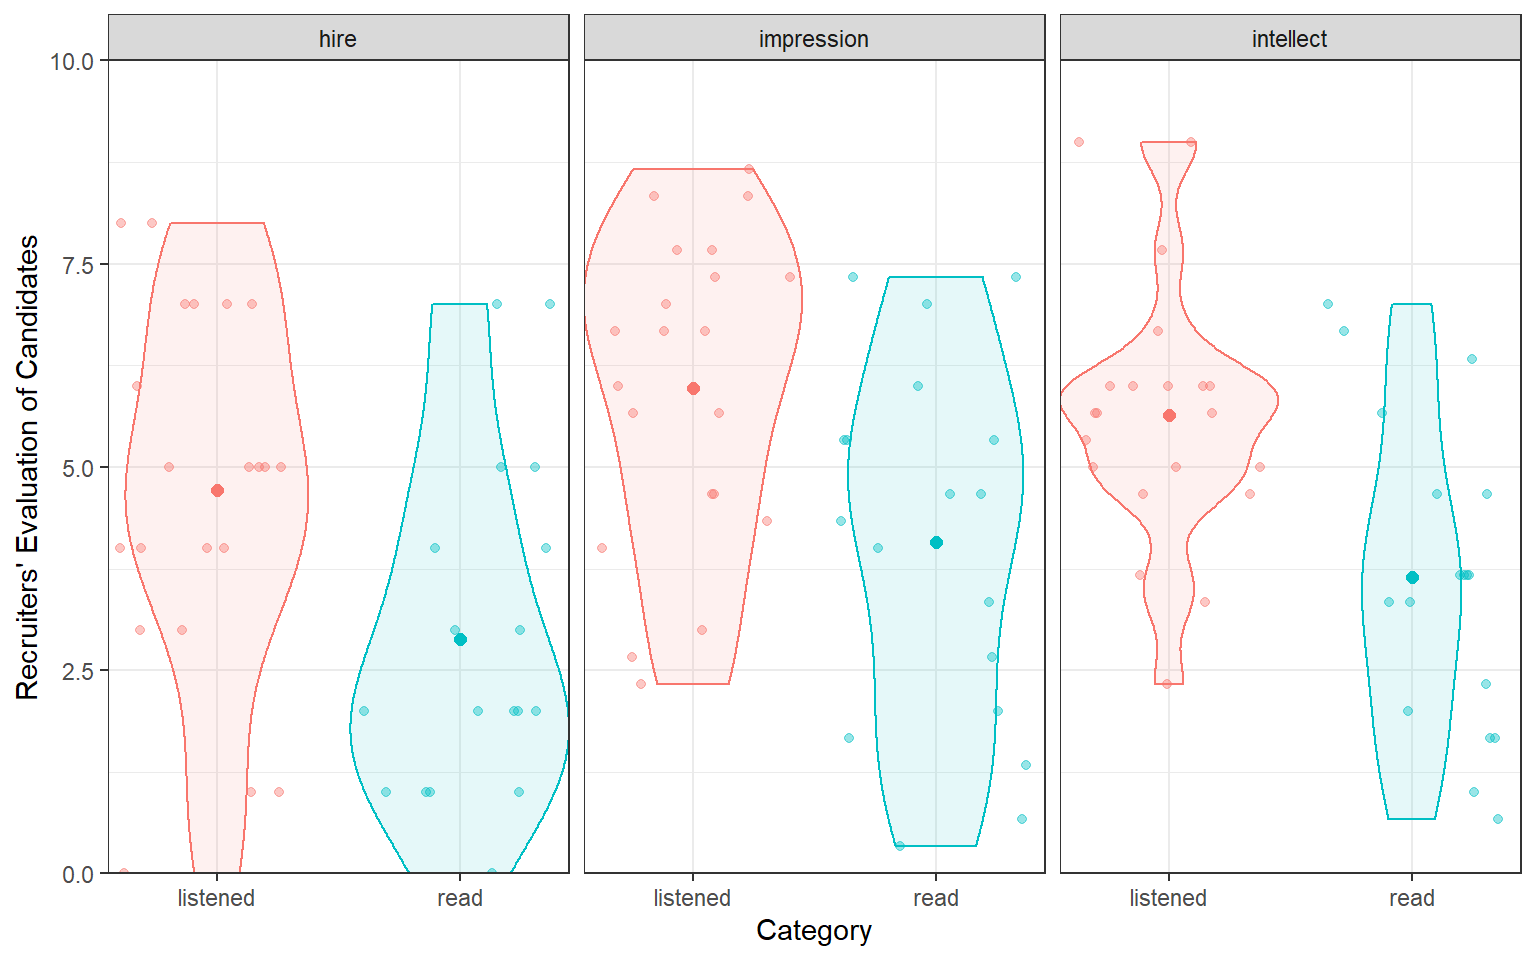 hire impression intellect
10.0
7.5
5.0
2.5
0.0
Recruiters' Evaluation of Candidates
listened read listened read listened read
Category